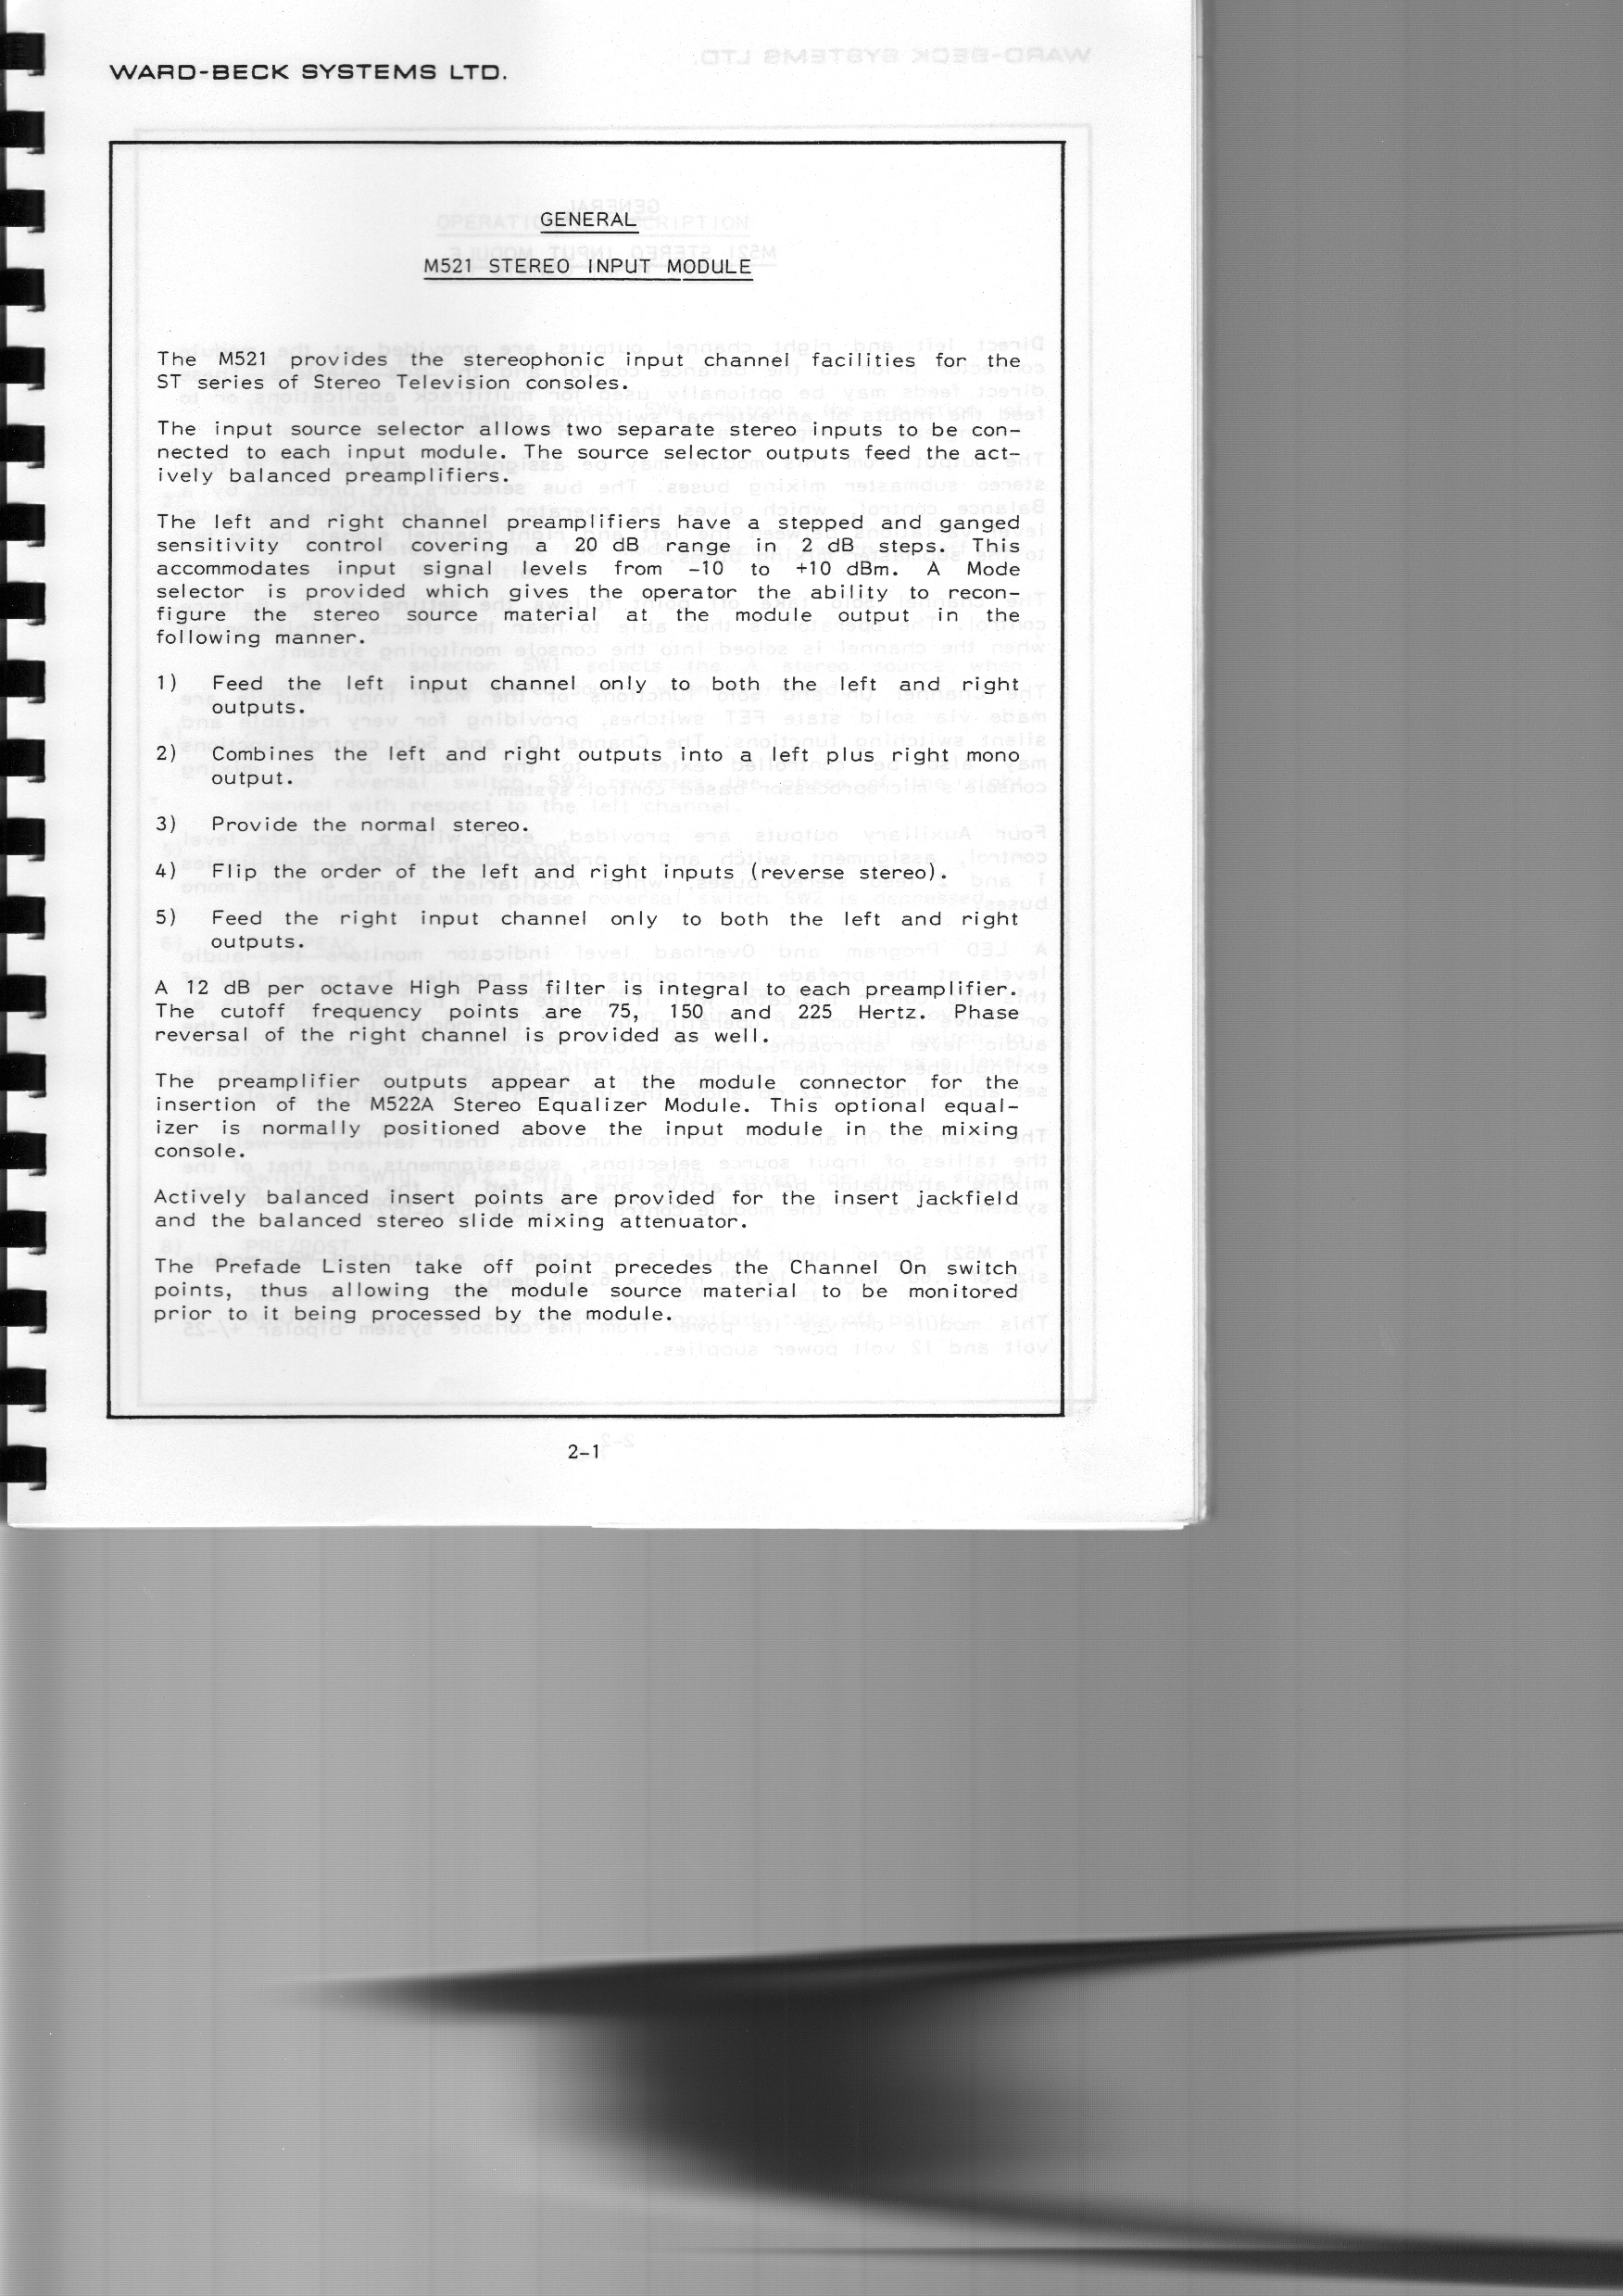 WARD-BECK SYSTEMS LTD.
GENERAL
M521 STEREO INPUT MODULE
The M521 provides the stereophonic input channel facilities for the
ST series of Stereo Television consoles.
The input source selector allows two separate stereo inputs to be con-
nected to each input module. The source selector outputs feed the act-
ively balanced preamplifiers.
The left and right channel preamplifiers have a stepped and ganged
sensitivity control covering a 20 dB range in 2 dB steps. This
accommodates input signal levels from -10 to +10 dBm. A Mode
selector is provided which gives the operator the ability to recon-
figure the stereo source material at the module output in the
following manner.
1) Feed the left input channel only to both the left and right
outputs.
2) Combines the left and right outputs into a left plus right mono
output.
3) Provide the normal stereo.
4) Flip the order of the left and right inputs (reverse stereo).
5) Feed the right input channel only to both the left and right
outputs.
A 12 dB per octave High Pass filter is integral to each preamplifier.
The cutoff frequency points are 75, 150 and 225 Hertz. Phase
reversal of the right channel is provided as well.
The preamplifier outputs appear at the module connector for the
insertion of the M522A Stereo Equalizer Module. This optional equal-
izer is normally positioned above the input module in the mixing
console.
Actively balanced insert points are provided for the insert jackfield
and the balanced stereo slide mixing attenuator.
The Prefade Listen take off point precedes the Channel On switch
points, thus allowing the module source material to be monitored
prior to it being processed by the module.
2-1